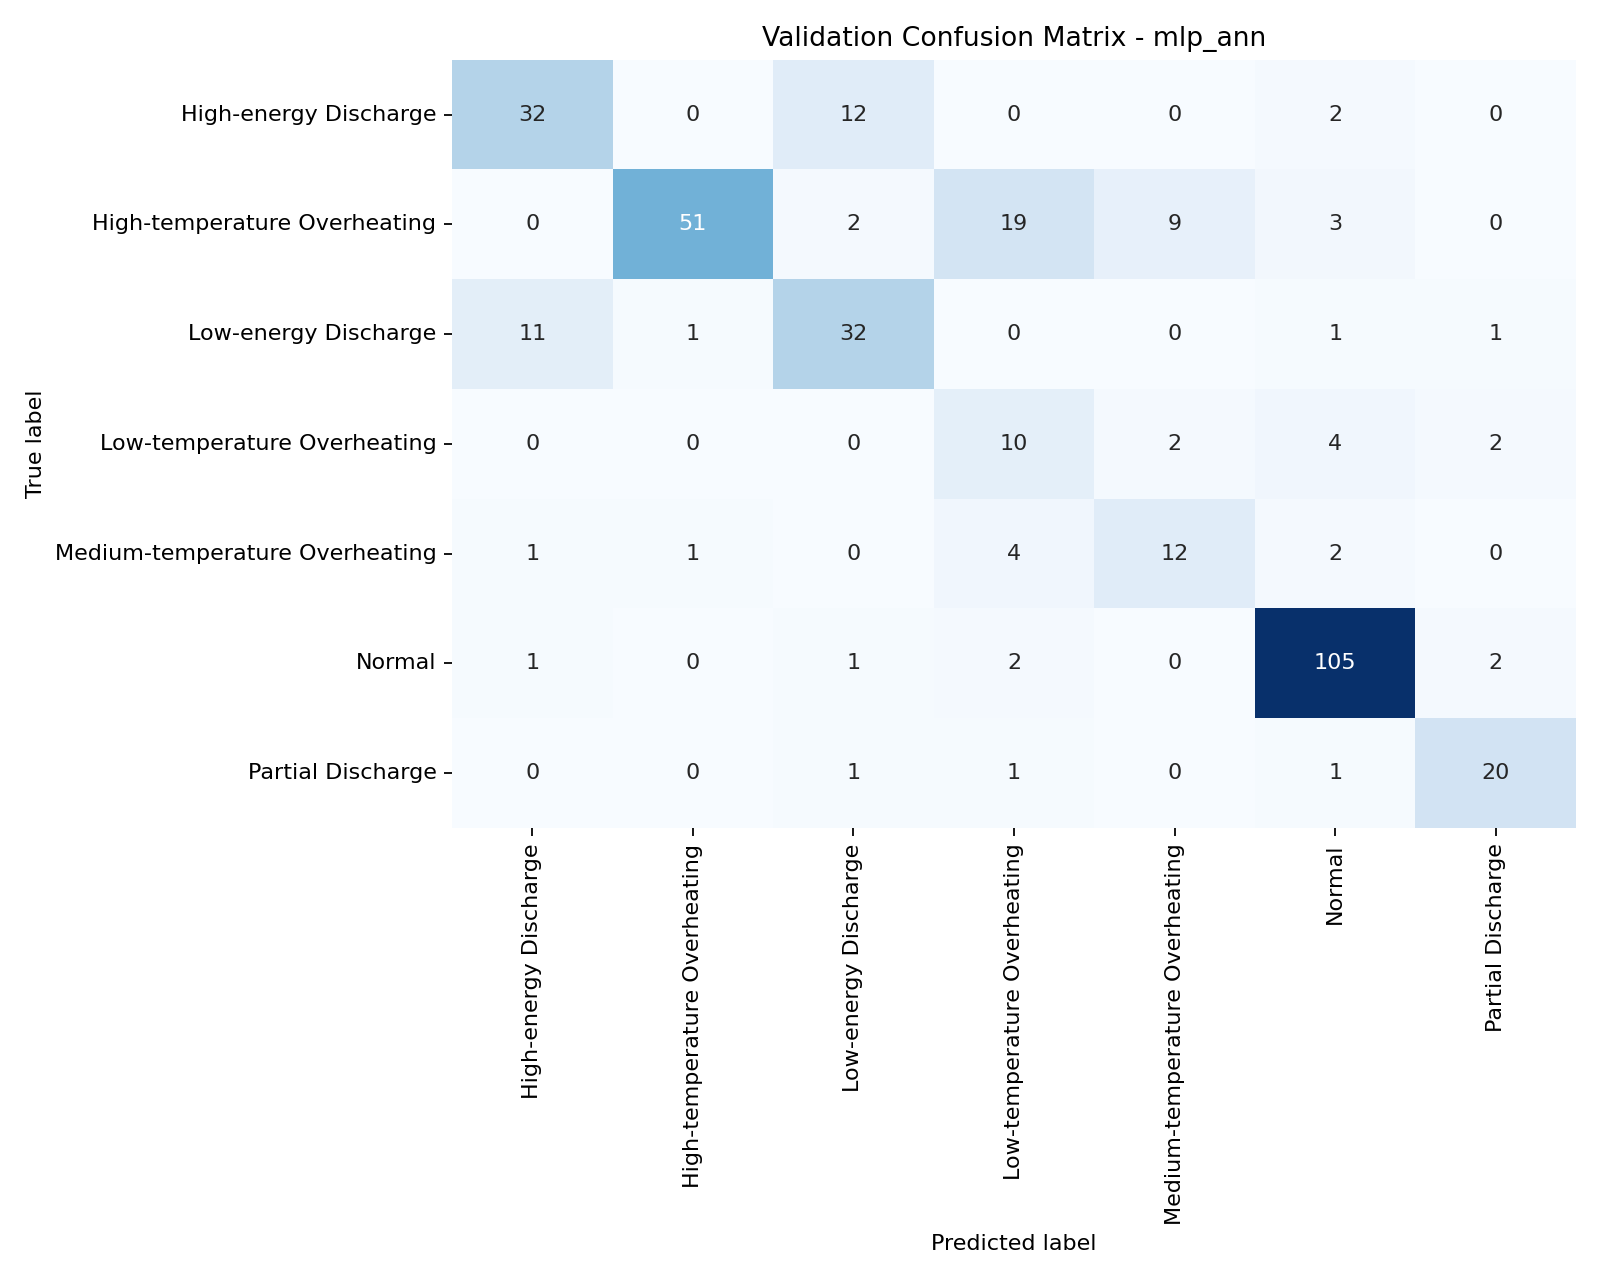 Validation Confusion Matrix - mlp_ann
True label
High-energy Discharge 32 0 12 0 0 2 0
High-temperature Overheating 0 51 2 19 9 3 0
Low-energy Discharge 11 1 32 0 0 1 1
Low-temperature Overheating 0 0 0 10 2 4 2
Medium-temperature Overheating 1 1 0 4 12 2 0
Normal 1 0 1 2 0 105 2
Partial Discharge 0 0 1 1 0 1 20
High-energy Discharge
High-temperature Overheating
Low-energy Discharge
Low-temperature Overheating
Medium-temperature Overheating
Normal
Partial Discharge
Predicted label